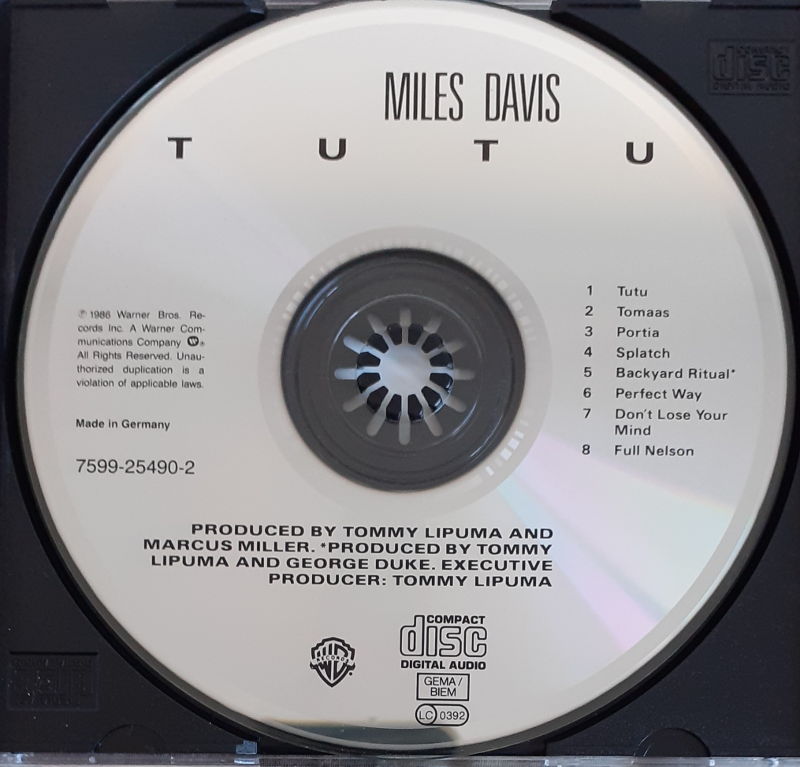 COMPACT
disc
DIGITAL AUDIO
MILES DAVIS
T U T U
℗ 1986 Warner Bros. Re-
cords Inc. A Warner Com-
munications Company
All Rights Reserved. Unau-
thorized duplication is a
violation of applicable laws.
Made in Germany
7599-25490-2
1 Tutu
2 Tomaas
3 Portia
4 Splatch
5 Backyard Ritual*
6 Perfect Way
7 Don't Lose Your
Mind
8 Full Nelson
PRODUCED BY TOMMY LIPUMA AND
MARCUS MILLER. *PRODUCED BY TOMMY
LIPUMA AND GEORGE DUKE. EXECUTIVE
PRODUCER: TOMMY LIPUMA
RECORDS
COMPACT
disc
DIGITAL AUDIO
GEMA/
BIEM
LC 0392